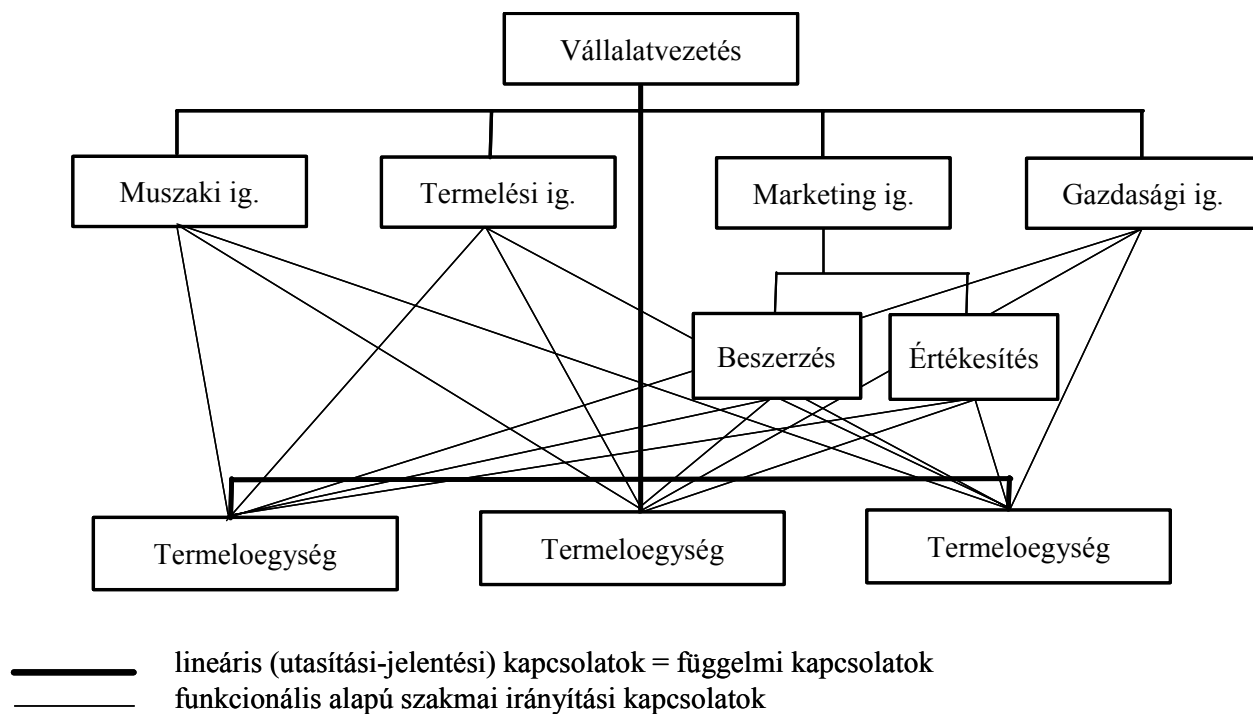 Vállalatvezetés
Muszaki ig.
Termelési ig.
Marketing ig.
Gazdasági ig.
Beszerzés
Értékesítés
Termeloegység
Termeloegység
Termeloegység
lineáris (utasítási-jelentési) kapcsolatok = függelmi kapcsolatok
funkcionális alapú szakmai irányítási kapcsolatok